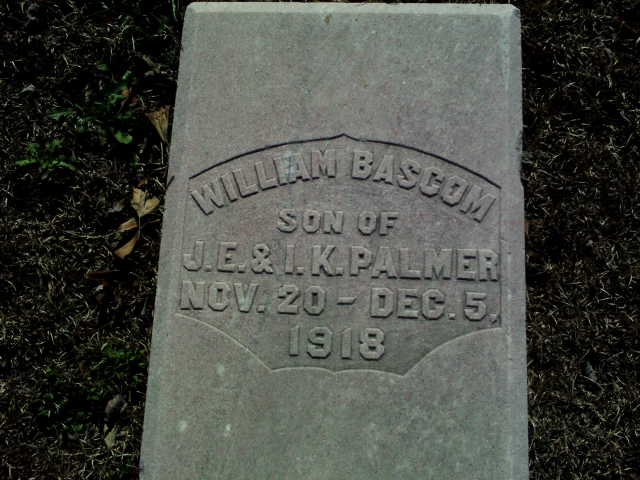 WILLIAM BASCOM
SON OF
J.E. & I.K. PALMER
NOV. 20 - DEC. 5,
1918